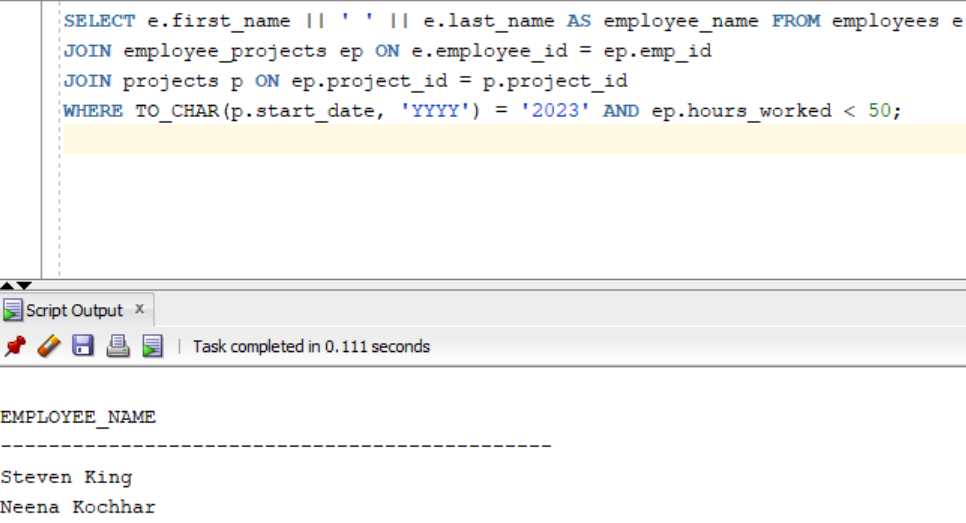 SELECT e.first_name || ' ' || e.last_name AS employee_name FROM employees e
JOIN employee_projects ep ON e.employee_id = ep.emp_id
JOIN projects p ON ep.project_id = p.project_id
WHERE TO_CHAR(p.start_date, 'YYYY') = '2023' AND ep.hours_worked < 50;
Script Output x
| Task completed in 0.111 seconds
EMPLOYEE_NAME
----------------------------------------------
Steven King
Neena Kochhar